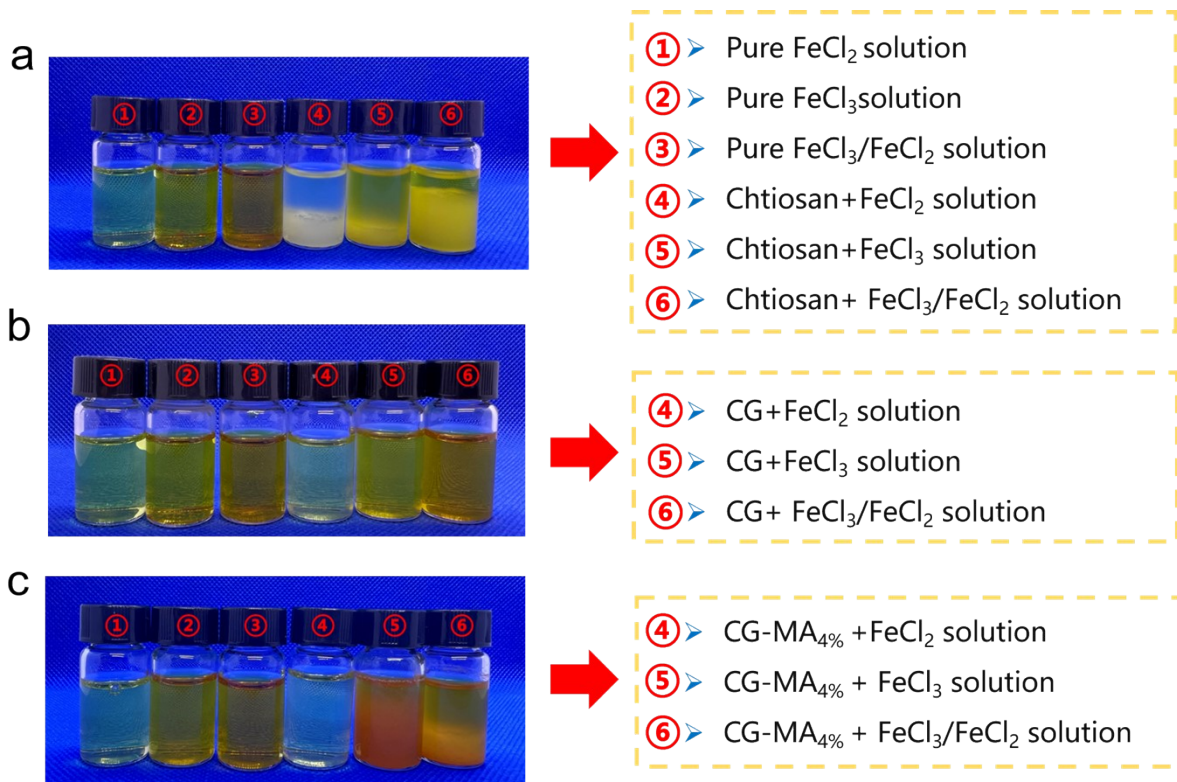 a
① ② ③ ④ ⑤ ⑥
① ➢ Pure FeCl₂ solution
② ➢ Pure FeCl₃solution
③ ➢ Pure FeCl₃/FeCl₂ solution
④ ➢ Chtiosan+FeCl₂ solution
⑤ ➢ Chtiosan+FeCl₃ solution
⑥ ➢ Chtiosan+ FeCl₃/FeCl₂ solution
b
① ② ③ ④ ⑤ ⑥
④ ➢ CG+FeCl₂ solution
⑤ ➢ CG+FeCl₃ solution
⑥ ➢ CG+ FeCl₃/FeCl₂ solution
c
① ② ③ ④ ⑤ ⑥
④ ➢ CG-MA₄% +FeCl₂ solution
⑤ ➢ CG-MA₄% + FeCl₃ solution
⑥ ➢ CG-MA₄% + FeCl₃/FeCl₂ solution